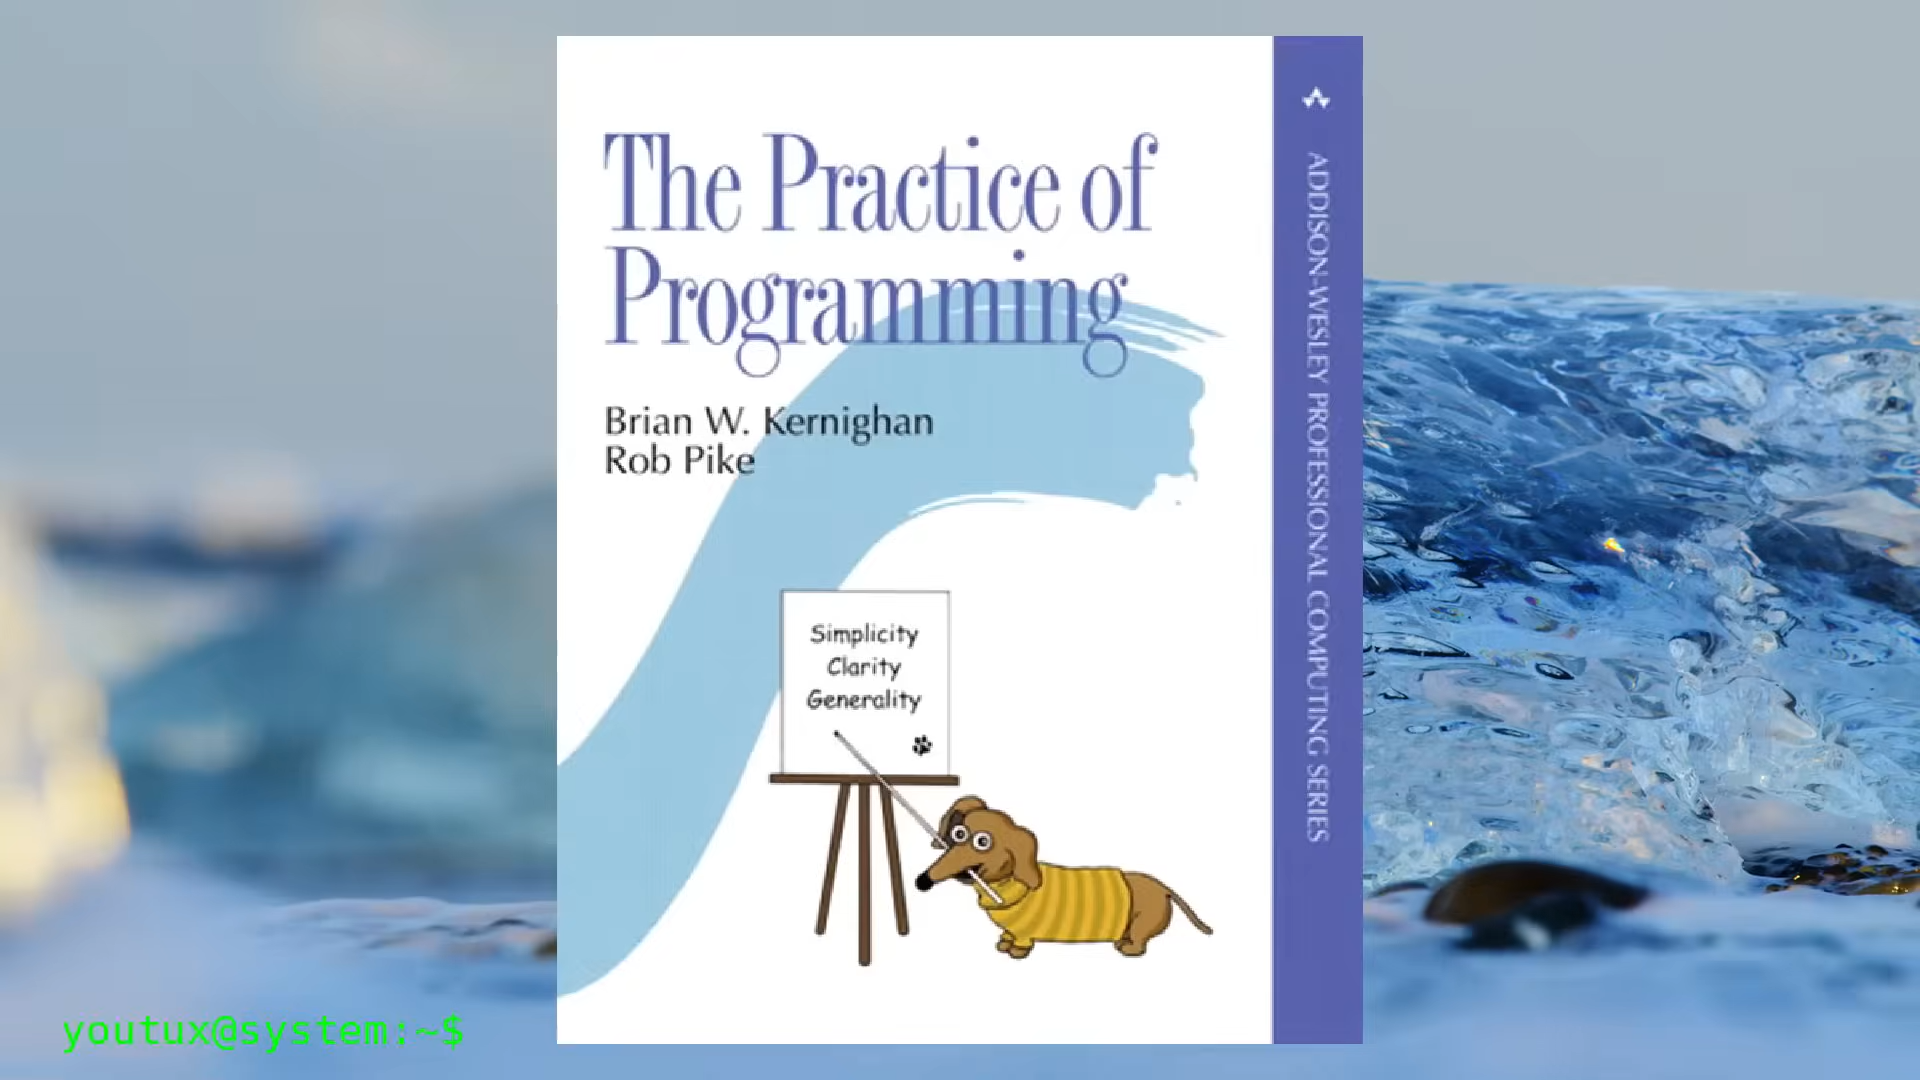 The Practice of
Programming
Brian W. Kernighan
Rob Pike
Simplicity
Clarity
Generality
ADDISON-WESLEY PROFESSIONAL COMPUTING SERIES
youtux@system:~$